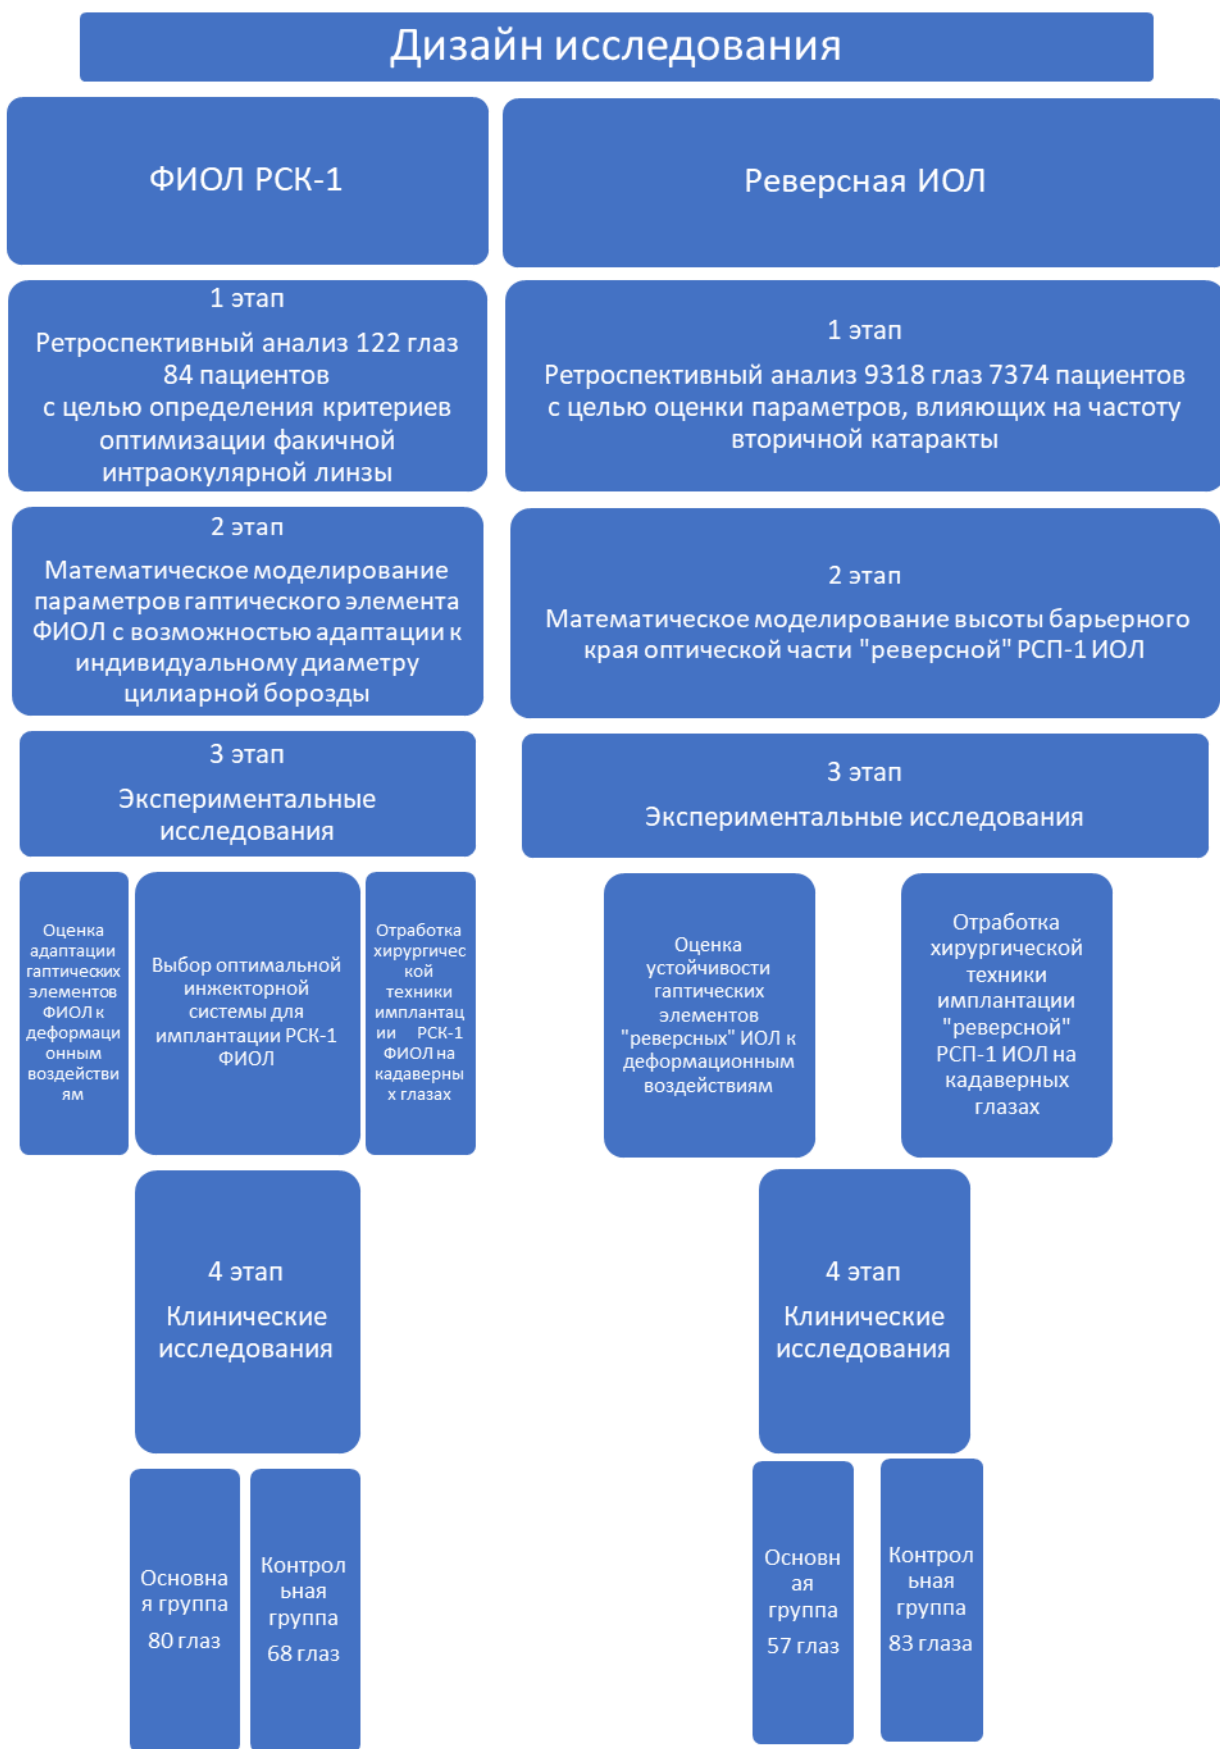 Дизайн исследования
ФИОЛ РСК-1
Реверсная ИОЛ
1 этап
Ретроспективный анализ 122 глаз
84 пациентов
с целью определения критериев
оптимизации факичной
интраокулярной линзы
1 этап
Ретроспективный анализ 9318 глаз 7374 пациентов
с целью оценки параметров, влияющих на частоту
вторичной катаракты
2 этап
Математическое моделирование
параметров гаптического элемента
ФИОЛ с возможностью адаптации к
индивидуальному диаметру
цилиарной борозды
2 этап
Математическое моделирование высоты барьерного
края оптической части "реверсной" РСП-1 ИОЛ
3 этап
Экспериментальные
исследования
3 этап
Экспериментальные исследования
Оценка
адаптации
гаптических
элементов
ФИОЛ к
деформаци
онным
воздействи
ям
Выбор оптимальной
инжекторной
системы для
имплантации РСК-1
ФИОЛ
Отработка
хирургичес
кой
техники
имплантац
ии РСК-1
ФИОЛ на
кадаверны
х глазах
Оценка
устойчивости
гаптических
элементов
"реверсных" ИОЛ к
деформационным
воздействиям
Отработка
хирургической
техники
имплантации
"реверсной"
РСП-1 ИОЛ на
кадаверных
глазах
4 этап
Клинические
исследования
4 этап
Клинические
исследования
Основна
я группа
80 глаз
Контрол
ьная
группа
68 глаз
Основн
ая
группа
57 глаз
Контрол
ьная
группа
83 глаза